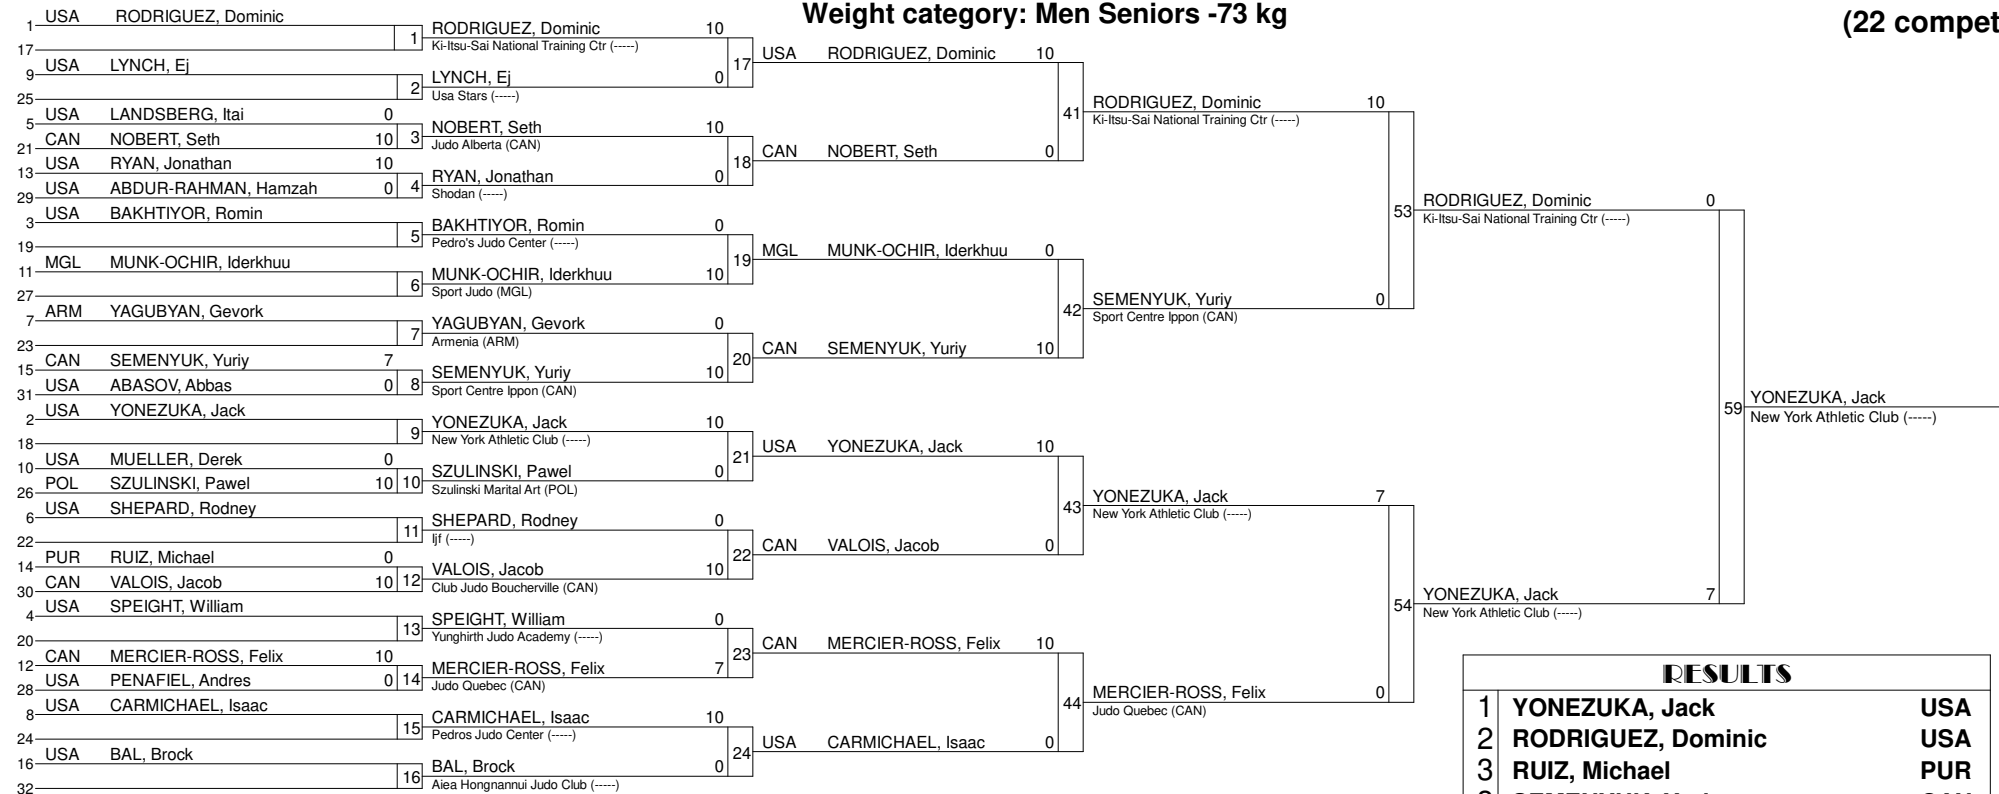 Weight category: Men Seniors -73 kg
(22 compet
1 USA RODRIGUEZ, Dominic
17
1
9 USA LYNCH, Ej
25
2
5 USA LANDSBERG, Itai 0
21 CAN NOBERT, Seth 10
3
13 USA RYAN, Jonathan 10
29 USA ABDUR-RAHMAN, Hamzah 0
4
3 USA BAKHTIYOR, Romin
19
5
11 MGL MUNK-OCHIR, Iderkhuu
27
6
7 ARM YAGUBYAN, Gevork
23
7
15 CAN SEMENYUK, Yuriy 7
31 USA ABASOV, Abbas 0
8
2 USA YONEZUKA, Jack
18
9
10 USA MUELLER, Derek 0
26 POL SZULINSKI, Pawel 10
10
6 USA SHEPARD, Rodney
22
11
14 PUR RUIZ, Michael 0
30 CAN VALOIS, Jacob 10
12
4 USA SPEIGHT, William
20
13
12 CAN MERCIER-ROSS, Felix 10
28 USA PENAFIEL, Andres 0
14
8 USA CARMICHAEL, Isaac
24
15
16 USA BAL, Brock
32
16
RODRIGUEZ, Dominic 10
Ki-Itsu-Sai National Training Ctr (-----)
17
LYNCH, Ej 0
Usa Stars (-----)
NOBERT, Seth 10
Judo Alberta (CAN)
18
RYAN, Jonathan 0
Shodan (-----)
BAKHTIYOR, Romin 0
Pedro's Judo Center (-----)
19
MUNK-OCHIR, Iderkhuu 10
Sport Judo (MGL)
YAGUBYAN, Gevork 0
Armenia (ARM)
20
SEMENYUK, Yuriy 10
Sport Centre Ippon (CAN)
YONEZUKA, Jack 10
New York Athletic Club (-----)
21
SZULINSKI, Pawel 0
Szulinski Marital Art (POL)
SHEPARD, Rodney 0
Ijf (-----)
22
VALOIS, Jacob 10
Club Judo Boucherville (CAN)
SPEIGHT, William 0
Yunghirth Judo Academy (-----)
23
MERCIER-ROSS, Felix 7
Judo Quebec (CAN)
CARMICHAEL, Isaac 10
Pedros Judo Center (-----)
24
BAL, Brock 0
Aiea Hongnannui Judo Club (-----)
USA RODRIGUEZ, Dominic 10
41
CAN NOBERT, Seth 0
MGL MUNK-OCHIR, Iderkhuu 0
42
CAN SEMENYUK, Yuriy 10
USA YONEZUKA, Jack 10
43
CAN VALOIS, Jacob 0
CAN MERCIER-ROSS, Felix 10
44
USA CARMICHAEL, Isaac 0
RODRIGUEZ, Dominic 10
Ki-Itsu-Sai National Training Ctr (-----)
53
SEMENYUK, Yuriy 0
Sport Centre Ippon (CAN)
YONEZUKA, Jack 7
New York Athletic Club (-----)
54
MERCIER-ROSS, Felix 0
Judo Quebec (CAN)
RODRIGUEZ, Dominic 0
Ki-Itsu-Sai National Training Ctr (-----)
59
YONEZUKA, Jack 7
New York Athletic Club (-----)
YONEZUKA, Jack
New York Athletic Club (-----)
RESULTS
1 YONEZUKA, Jack USA
2 RODRIGUEZ, Dominic USA
3 RUIZ, Michael PUR